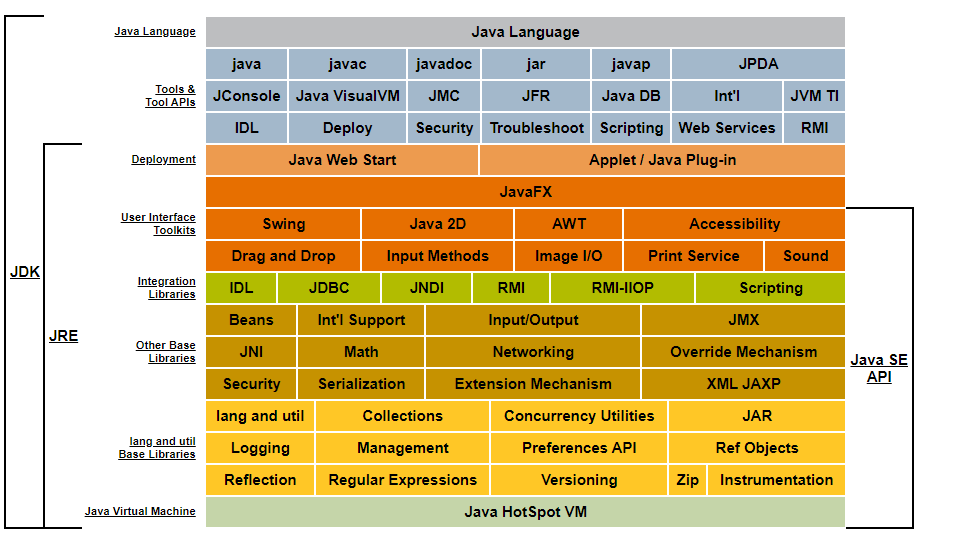 Java Language
Java Language
java javac javadoc jar javap JPDA
Tools &
Tool APIs
JConsole Java VisualVM JMC JFR Java DB Int'l JVM TI
IDL Deploy Security Troubleshoot Scripting Web Services RMI
Deployment
Java Web Start Applet / Java Plug-in
JavaFX
User Interface
Toolkits
Swing Java 2D AWT Accessibility
Drag and Drop Input Methods Image I/O Print Service Sound
JDK
Integration
Libraries
IDL JDBC JNDI RMI RMI-IIOP Scripting
JRE
Beans Int'l Support Input/Output JMX
Other Base
Libraries
JNI Math Networking Override Mechanism
Java SE
API
Security Serialization Extension Mechanism XML JAXP
lang and util Collections Concurrency Utilities JAR
lang and util
Base Libraries
Logging Management Preferences API Ref Objects
Reflection Regular Expressions Versioning Zip Instrumentation
Java Virtual Machine
Java HotSpot VM